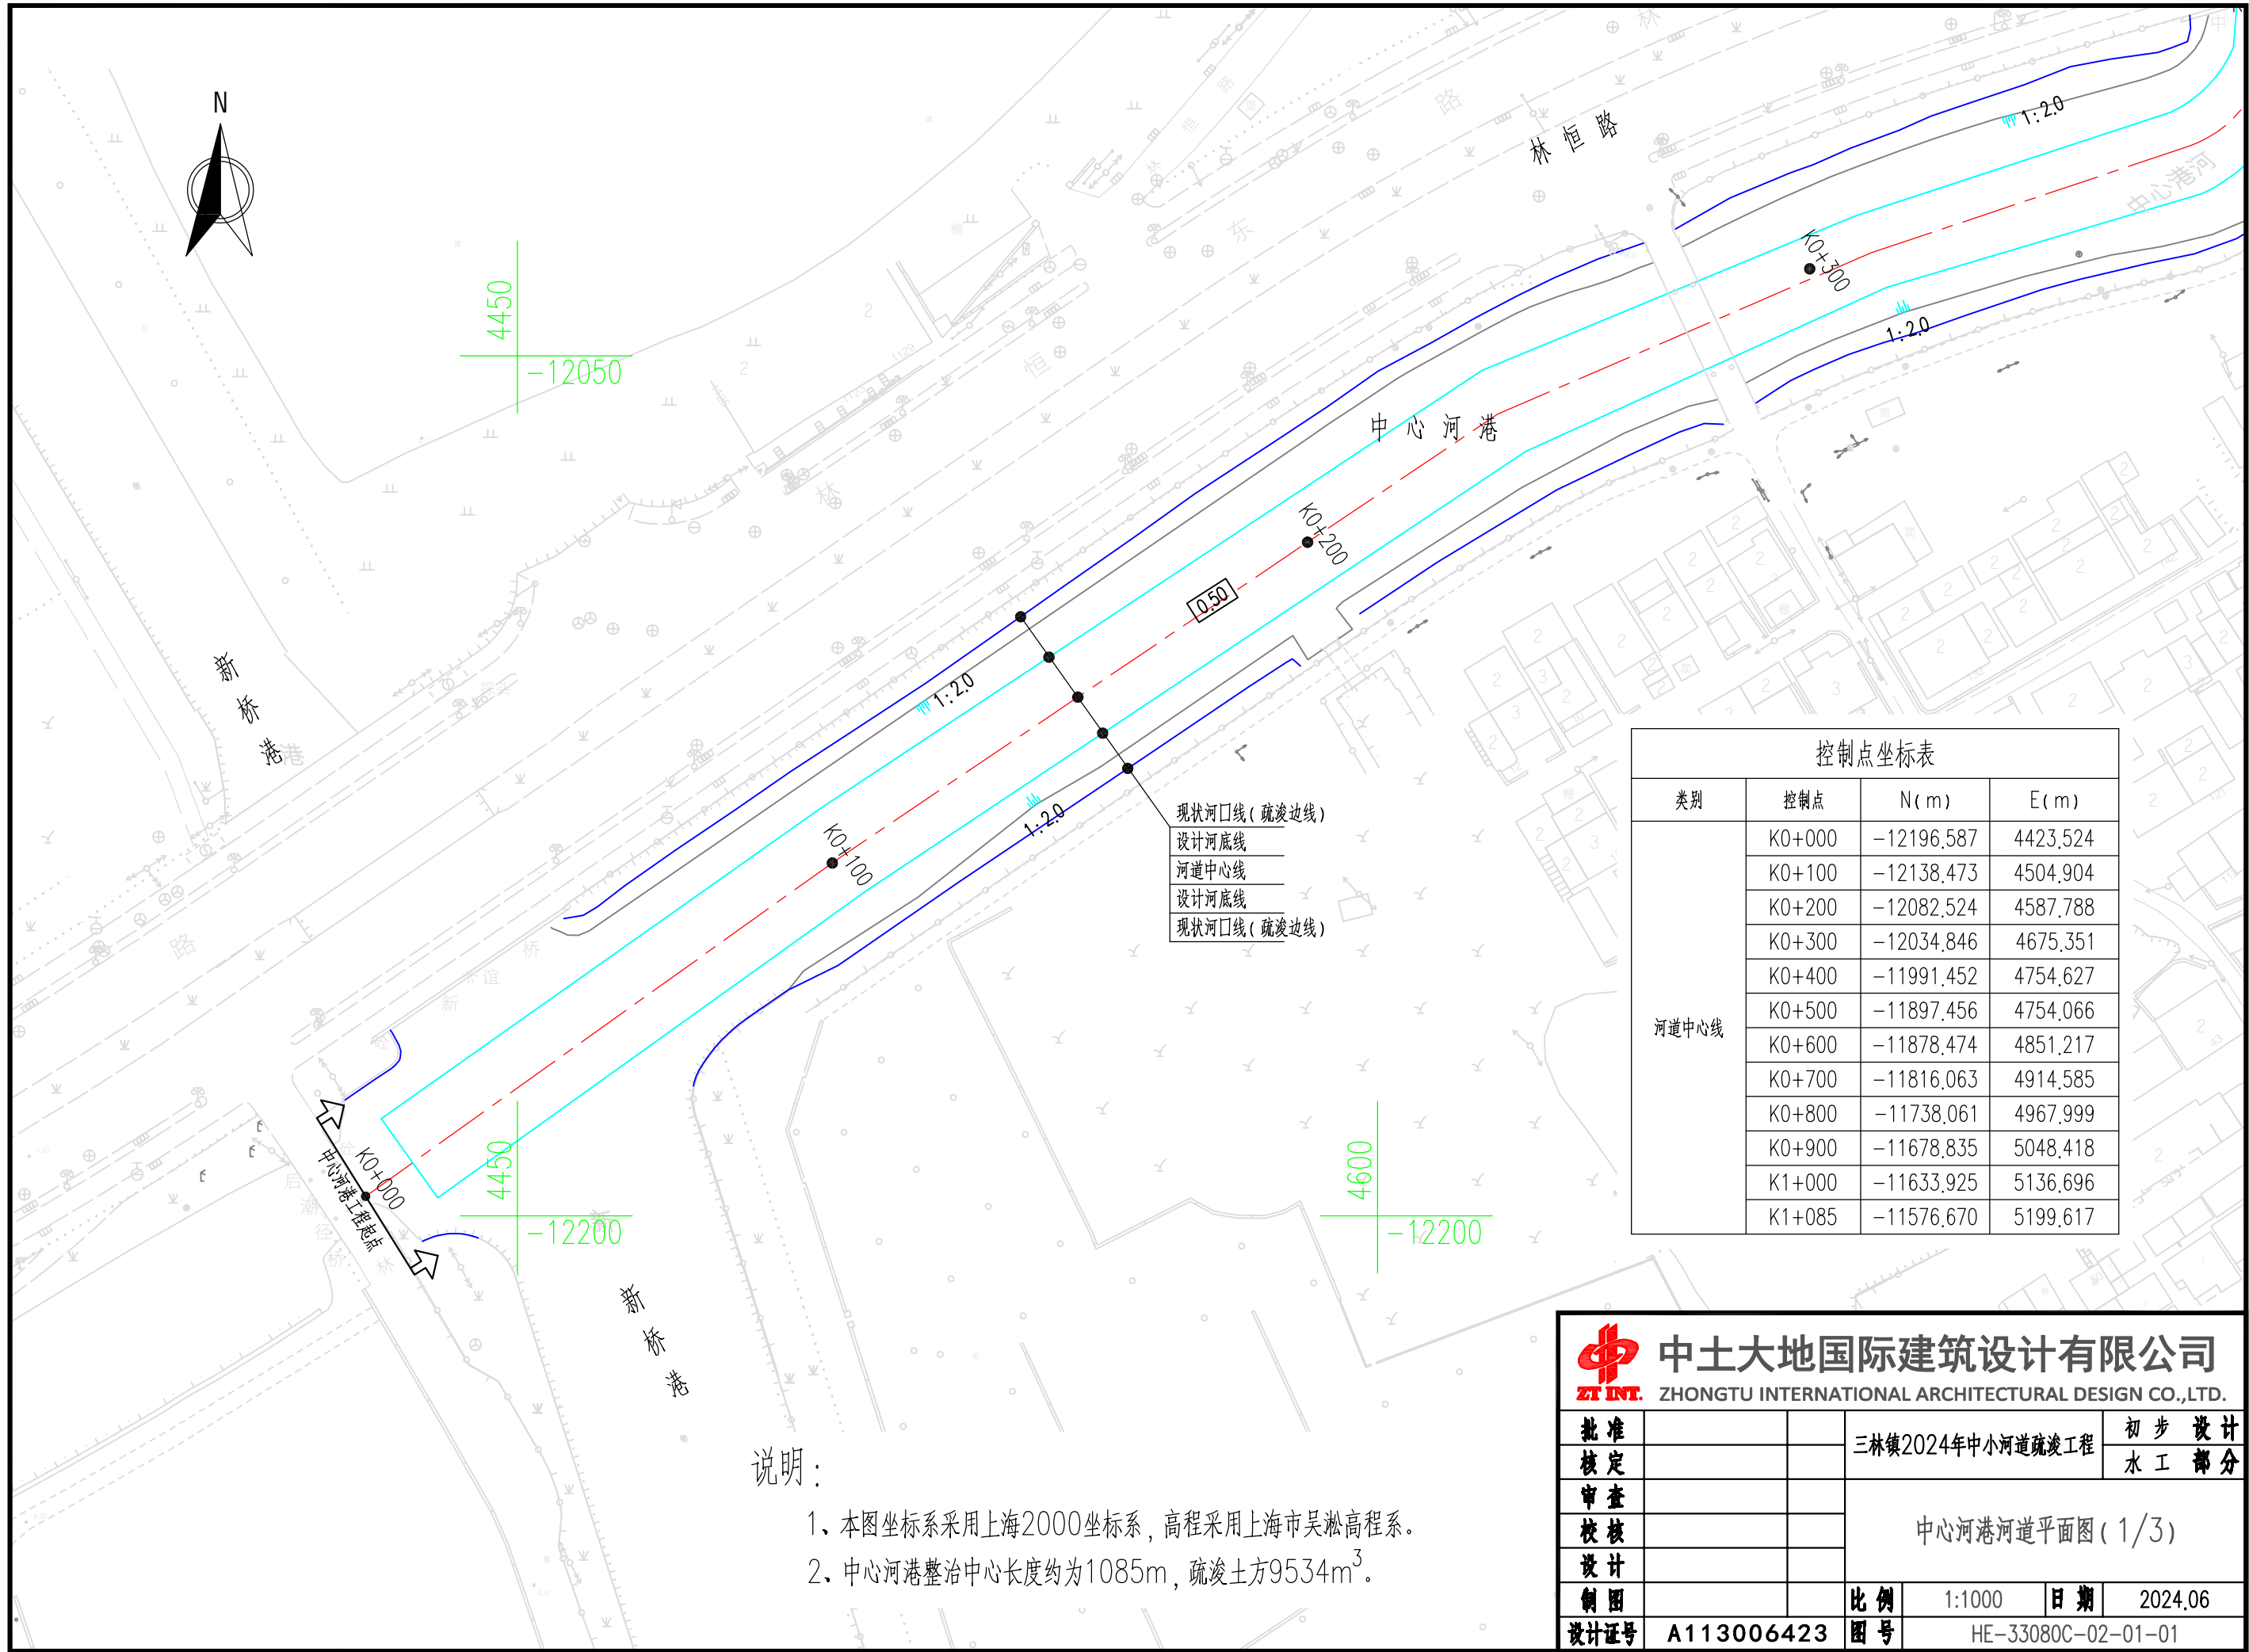 N
4450
-12050
林恒路
1:2.0
中心港河
K0+300
1:2.0
中心河港
K0+200
0.50
新桥港
1:2.0
1:2.0
K0+100
现状河口线(疏浚边线)
设计河底线
河道中心线
设计河底线
现状河口线(疏浚边线)
K0+000
中心河港工程起点
4450
-12200
4600
-12200
新桥港
林恒东路
控制点坐标表
类别 控制点 N(m) E(m)
河道中心线
K0+000 -12196.587 4423.524
K0+100 -12138.473 4504.904
K0+200 -12082.524 4587.788
K0+300 -12034.846 4675.351
K0+400 -11991.452 4754.627
K0+500 -11897.456 4754.066
K0+600 -11878.474 4851.217
K0+700 -11816.063 4914.585
K0+800 -11738.061 4967.999
K0+900 -11678.835 5048.418
K1+000 -11633.925 5136.696
K1+085 -11576.670 5199.617
说明:
1、本图坐标系采用上海2000坐标系,高程采用上海市吴淞高程系。
2、中心河港整治中心长度约为1085m,疏浚土方9534m³。
ZT INT.
中土大地国际建筑设计有限公司
ZHONGTU INTERNATIONAL ARCHITECTURAL DESIGN CO.,LTD.
批准
核定
审查
校核
设计
制图
设计证号 A113006423
三林镇2024年中小河道疏浚工程
初步 设计
水工 部分
中心河港河道平面图(1/3)
比例 1:1000 日期 2024.06
图号 HE-33080C-02-01-01